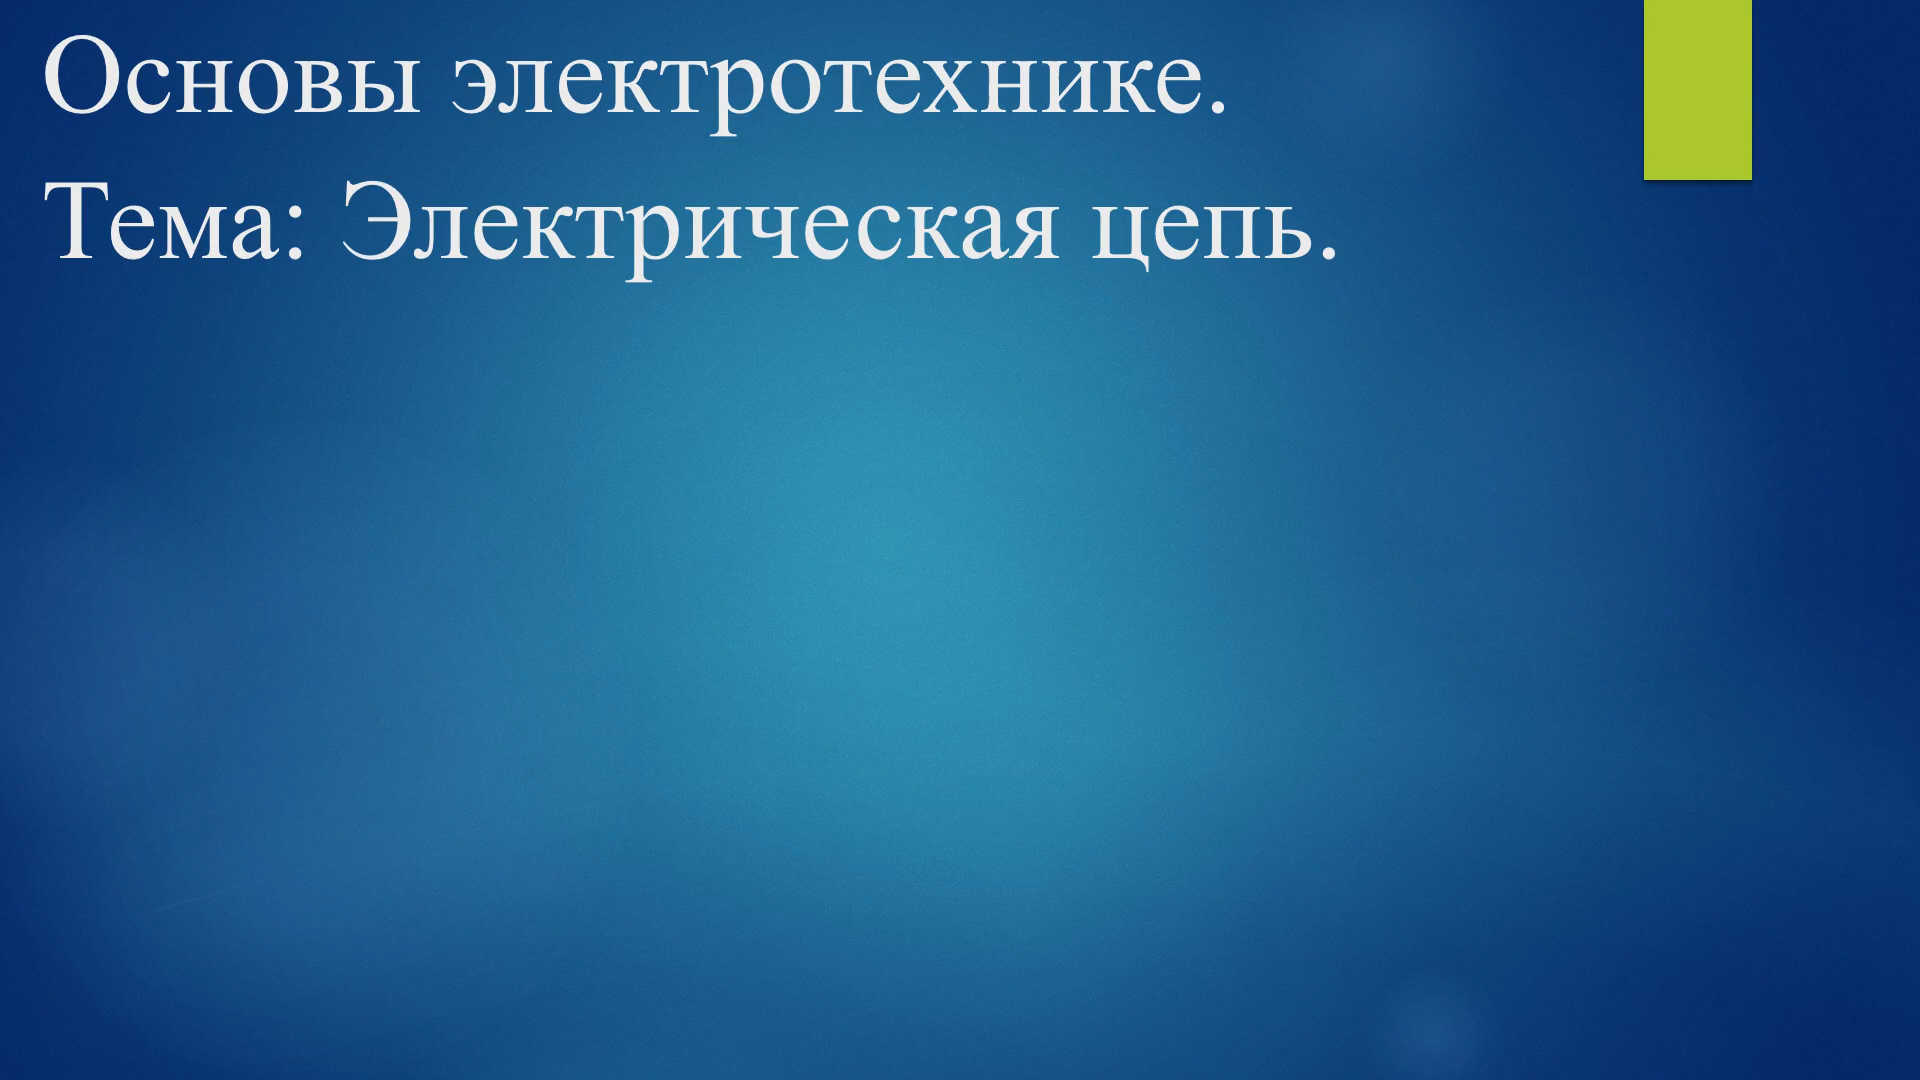 Основы электротехнике.
Тема: Электрическая цепь.